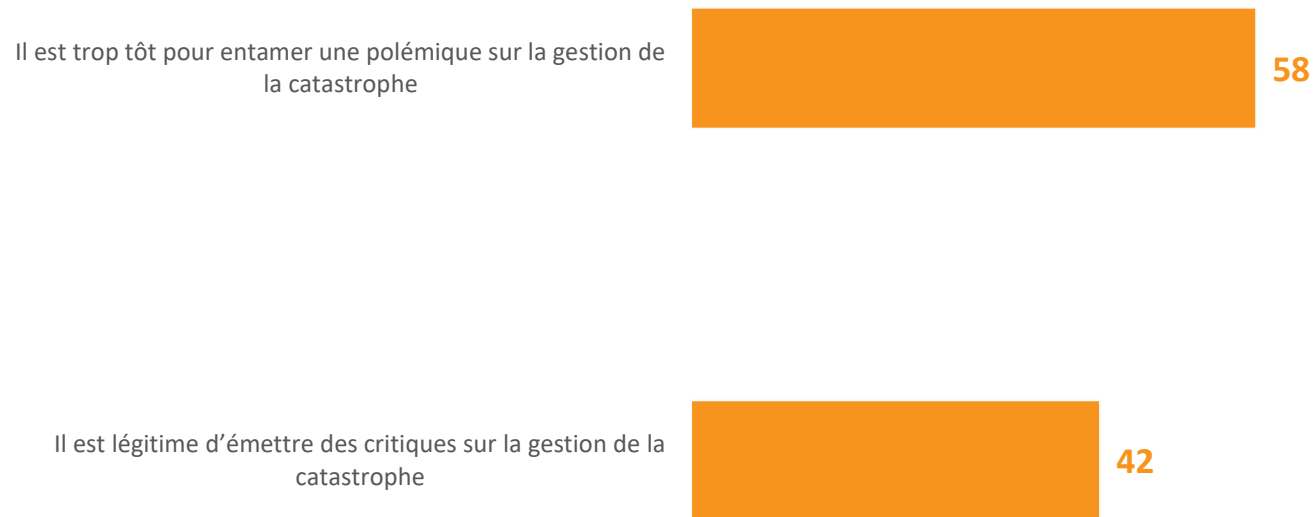 Il est trop tôt pour entamer une polémique sur la gestion de
la catastrophe
58
Il est légitime d’émettre des critiques sur la gestion de la
catastrophe
42